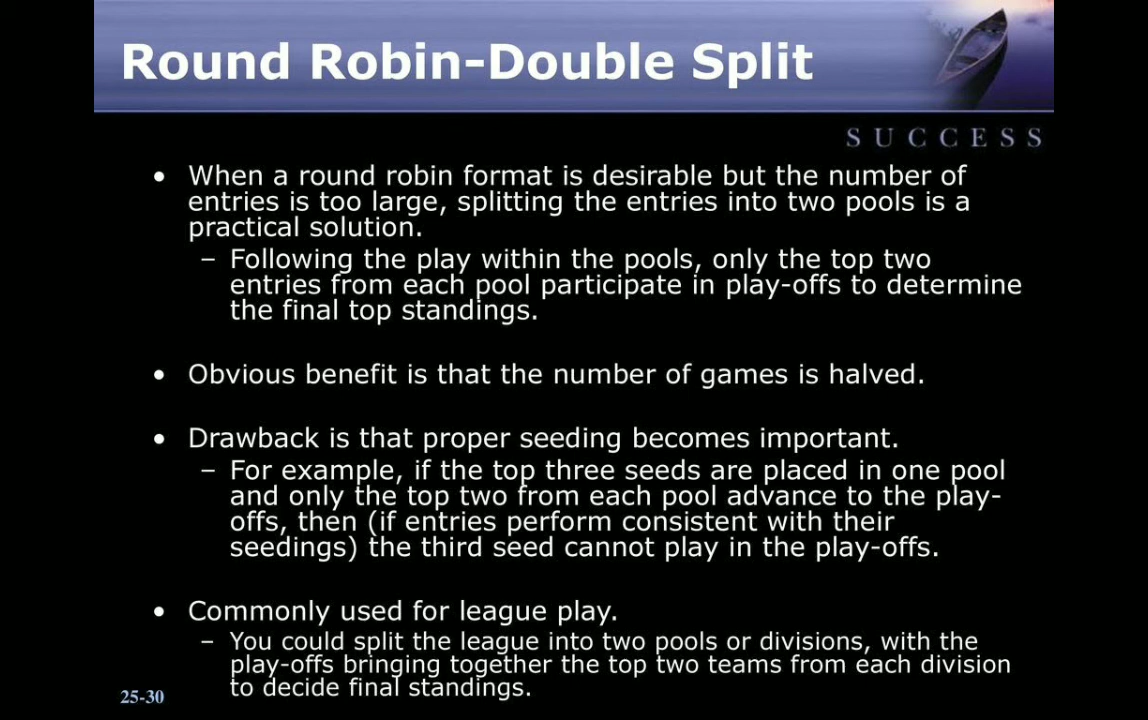 Round Robin-Double Split
SUCCESS
• When a round robin format is desirable but the number of
entries is too large, splitting the entries into two pools is a
practical solution.
– Following the play within the pools, only the top two
entries from each pool participate in play-offs to determine
the final top standings.
• Obvious benefit is that the number of games is halved.
• Drawback is that proper seeding becomes important.
– For example, if the top three seeds are placed in one pool
and only the top two from each pool advance to the play-
offs, then (if entries perform consistent with their
seedings) the third seed cannot play in the play-offs.
• Commonly used for league play.
– You could split the league into two pools or divisions, with the
play-offs bringing together the top two teams from each division
to decide final standings.
25-30